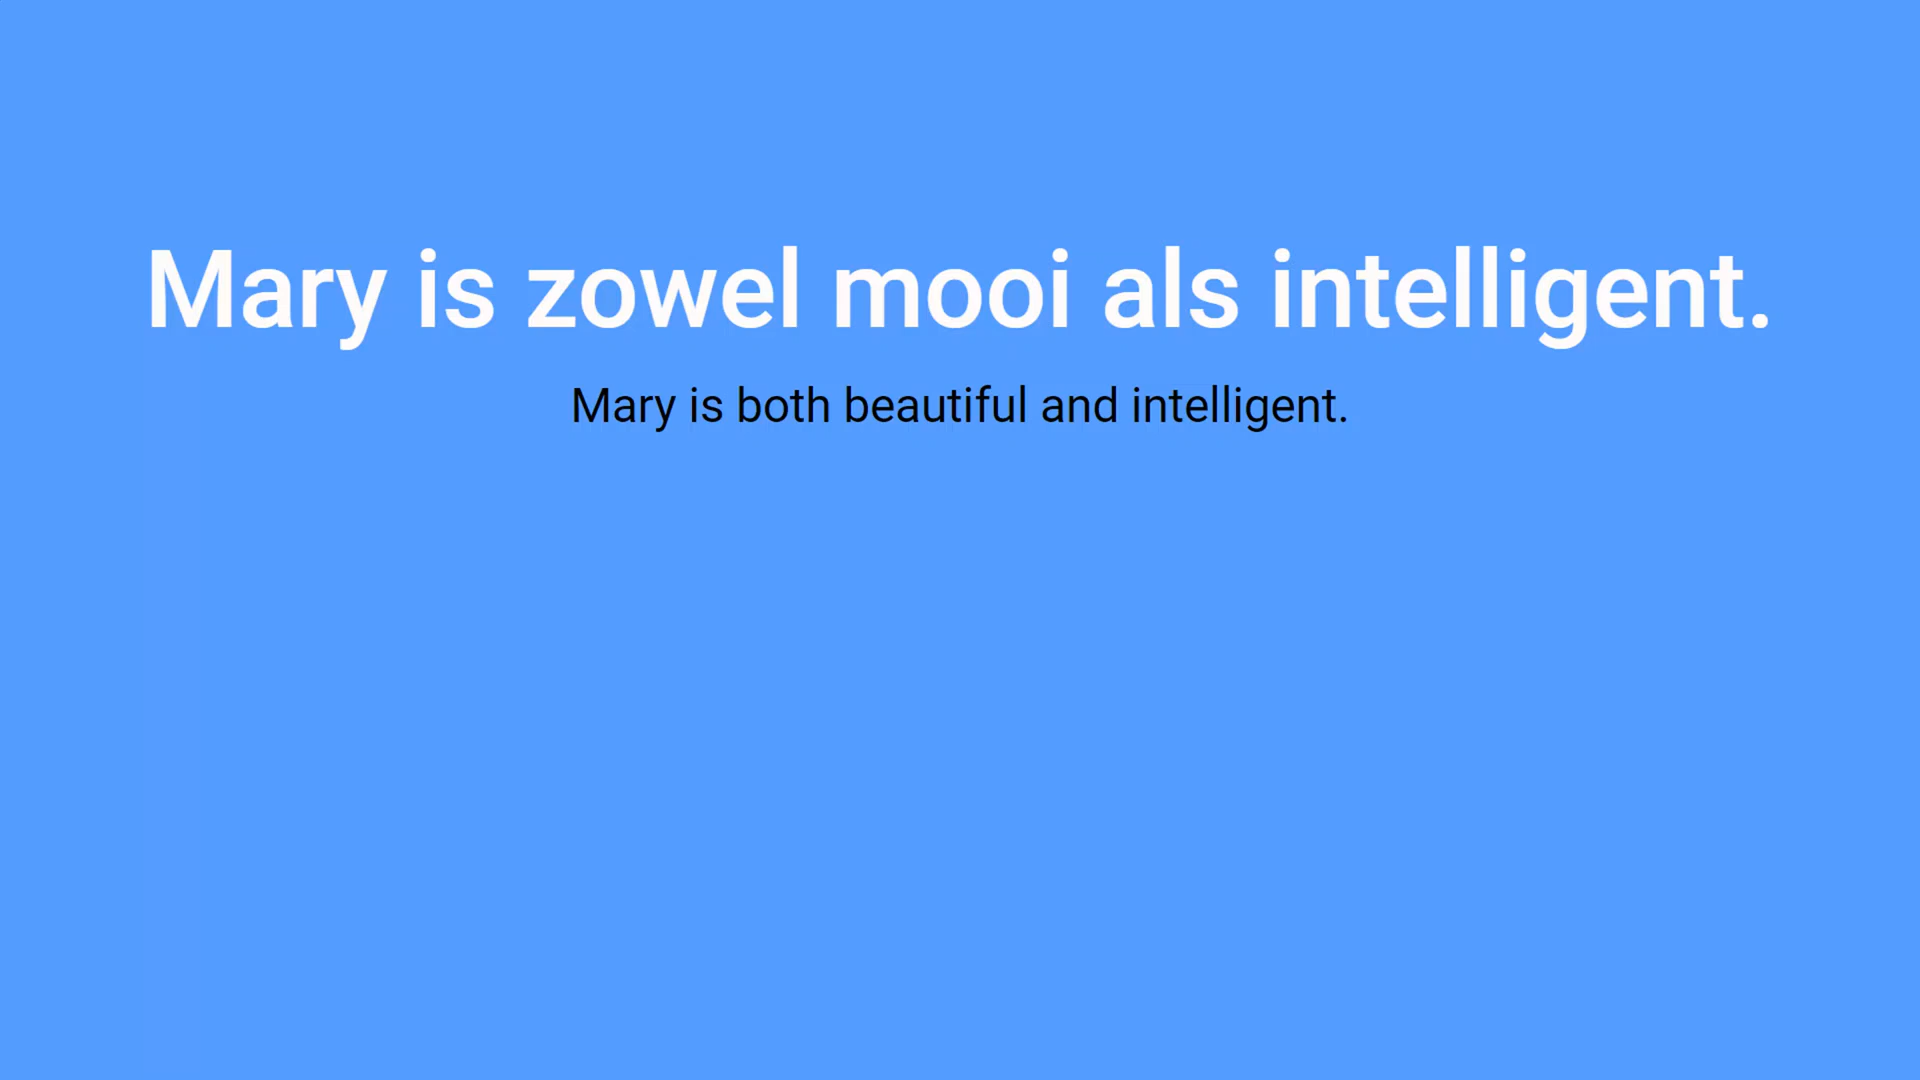 Mary is zowel mooi als intelligent.
Mary is both beautiful and intelligent.